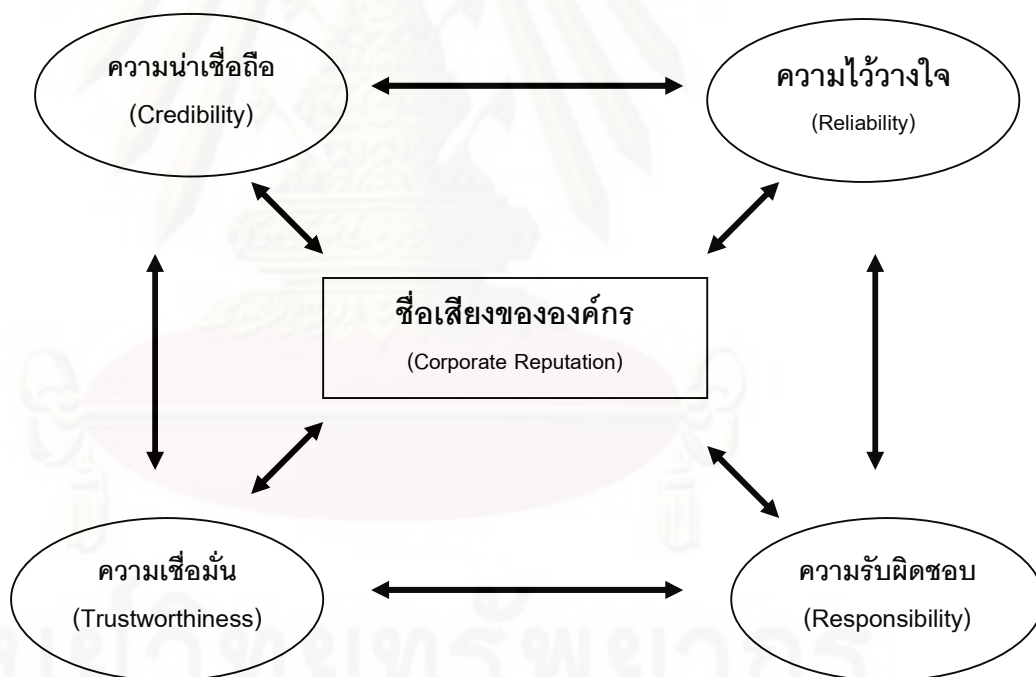 ความน่าเชื่อถือ
(Credibility)
ความไว้วางใจ
(Reliability)
ชื่อเสียงขององค์กร
(Corporate Reputation)
ความเชื่อมั่น
(Trustworthiness)
ความรับผิดชอบ
(Responsibility)